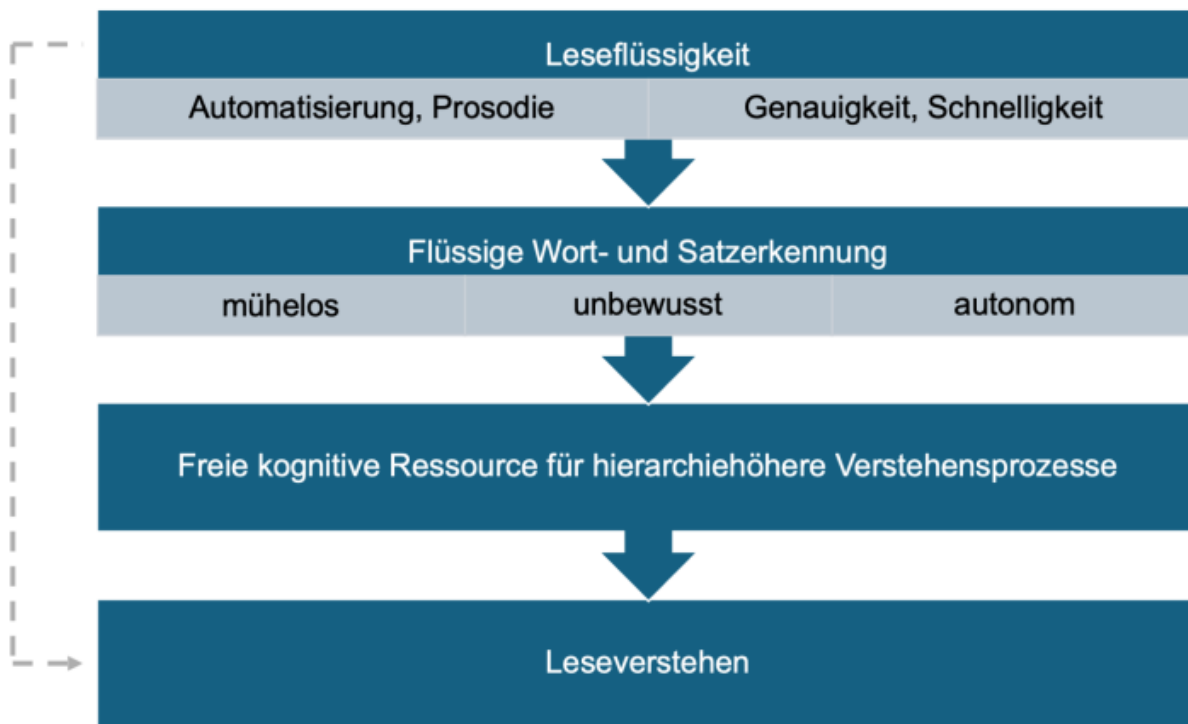 Leseflüssigkeit
Automatisierung, Prosodie
Genauigkeit, Schnelligkeit
Flüssige Wort- und Satzerkennung
mühelos
unbewusst
autonom
Freie kognitive Ressource für hierarchiehöhere Verstehensprozesse
Leseverstehen